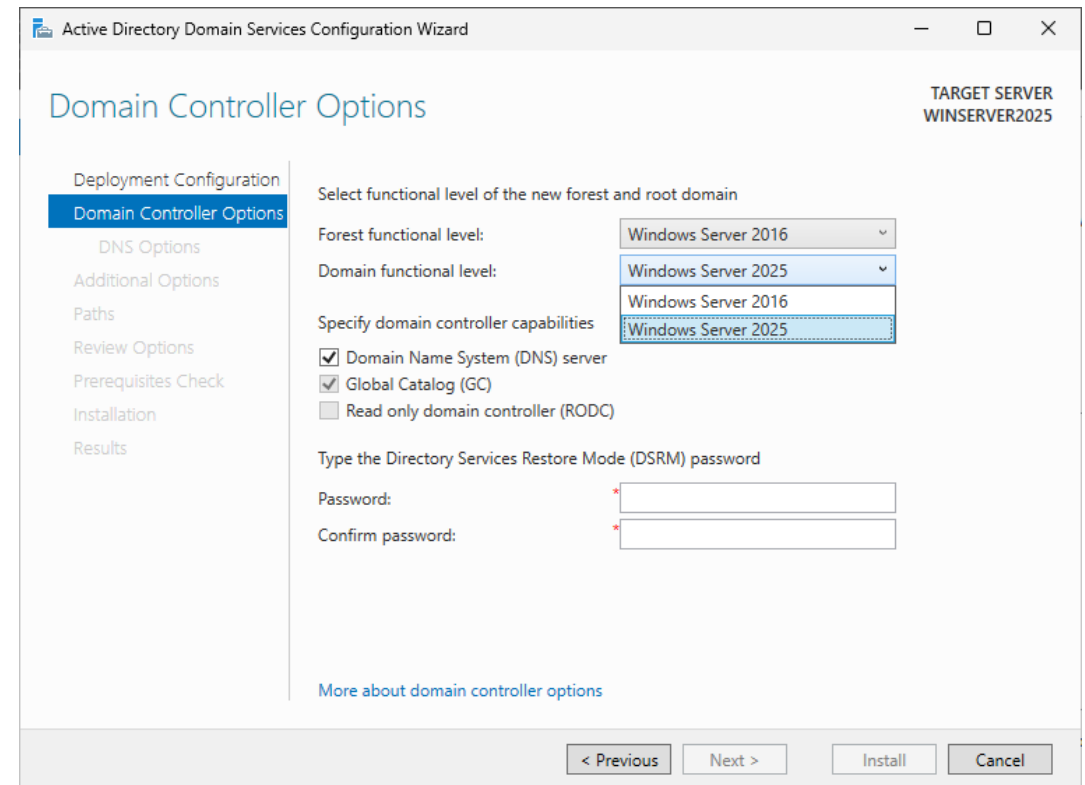 Active Directory Domain Services Configuration Wizard
Domain Controller Options
TARGET SERVER
WINSERVER2025
Deployment Configuration
Domain Controller Options
DNS Options
Additional Options
Paths
Review Options
Prerequisites Check
Installation
Results
Select functional level of the new forest and root domain
Forest functional level: Windows Server 2016
Domain functional level: Windows Server 2025
Windows Server 2016
Windows Server 2025
Specify domain controller capabilities
Domain Name System (DNS) server
Global Catalog (GC)
Read only domain controller (RODC)
Type the Directory Services Restore Mode (DSRM) password
Password: *
Confirm password: *
More about domain controller options
< Previous Next > Install Cancel